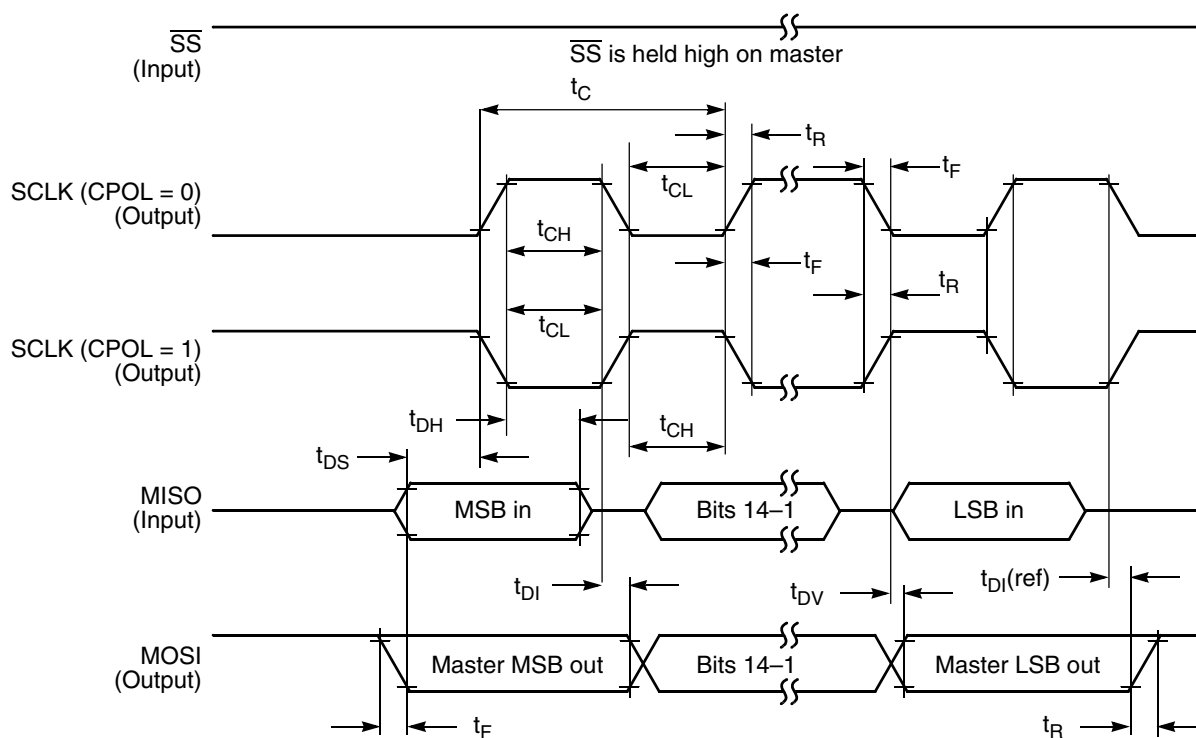 SS
(Input)
SS is held high on master
tC
tR
SCLK (CPOL = 0)
(Output)
tCL
tF
tCH
tF
tR
tCL
SCLK (CPOL = 1)
(Output)
tDH
tCH
tDS
MISO
(Input)
MSB in
Bits 14–1
LSB in
tDI
tDV
tDI(ref)
MOSI
(Output)
Master MSB out
Bits 14–1
Master LSB out
tF
tR